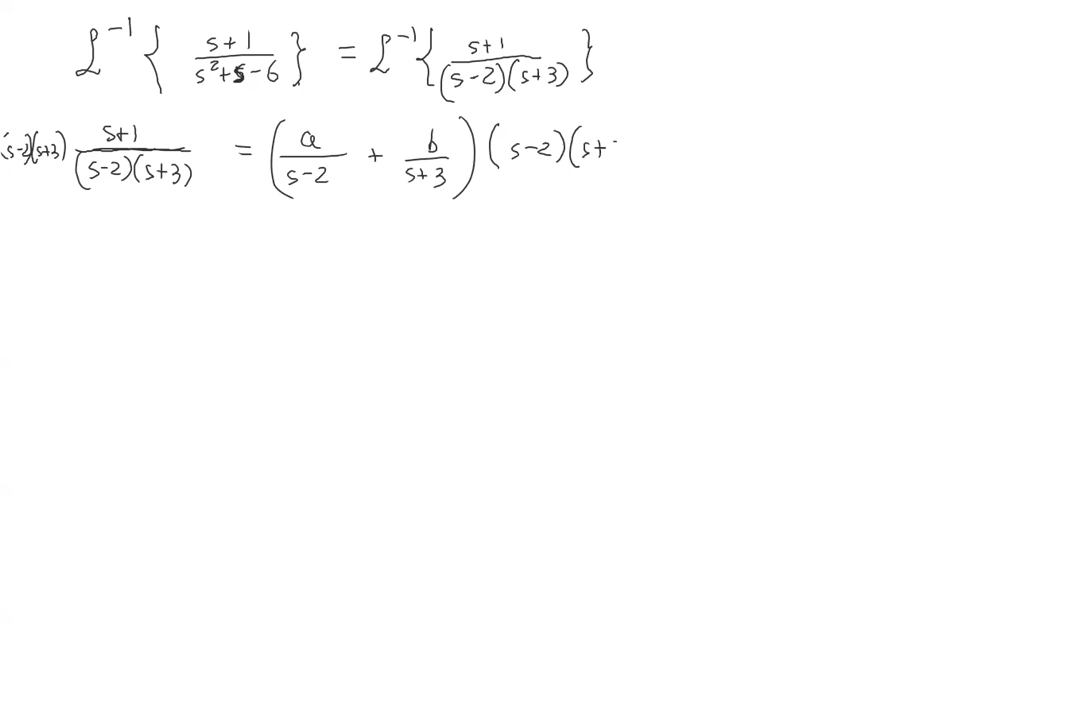 ℒ⁻¹{ (s+1)/(s²+s-6) } = ℒ⁻¹{ (s+1)/((s-2)(s+3)) }
(s-2)(s+3) (s+1)/((s-2)(s+3)) = ( a/(s-2) + b/(s+3) ) (s-2)(s+